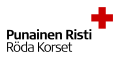 Punainen Risti
Röda Korset